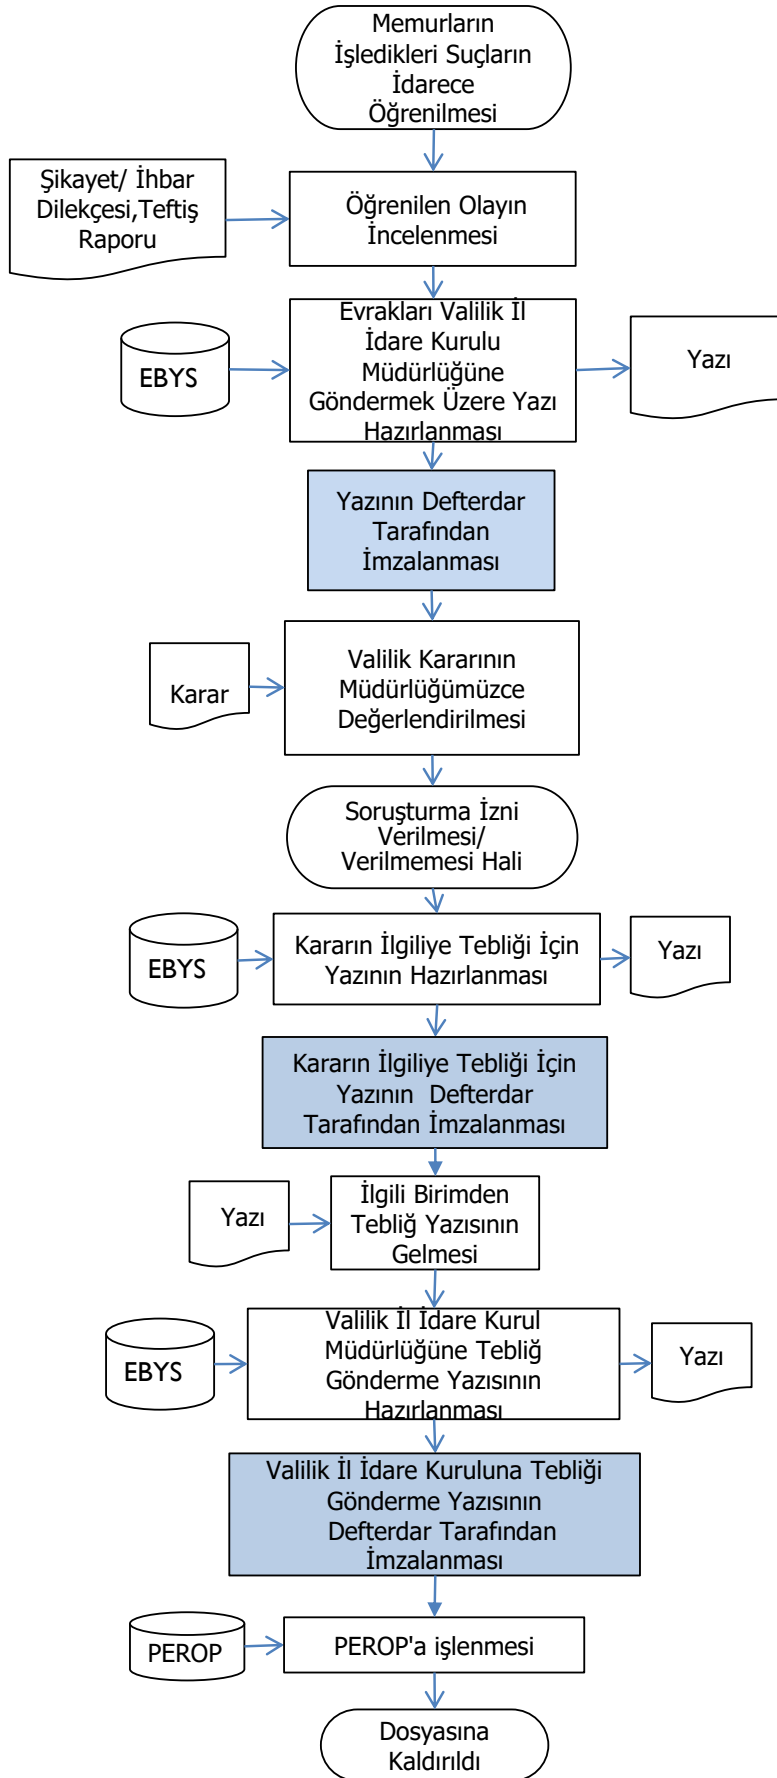 Memurların
İşledikleri Suçların
İdarece
Öğrenilmesi
Şikayet/ İhbar
Dilekçesi,Teftiş
Raporu
Öğrenilen Olayın
İncelenmesi
EBYS
Evrakları Valilik İl
İdare Kurulu
Müdürlüğüne
Göndermek Üzere Yazı
Hazırlanması
Yazı
Yazının Defterdar
Tarafından
İmzalanması
Karar
Valilik Kararının
Müdürlüğümüzce
Değerlendirilmesi
Soruşturma İzni
Verilmesi/
Verilmemesi Hali
EBYS
Kararın İlgiliye Tebliği İçin
Yazının Hazırlanması
Yazı
Kararın İlgiliye Tebliği İçin
Yazının Defterdar
Tarafından İmzalanması
Yazı
İlgili Birimden
Tebliğ Yazısının
Gelmesi
EBYS
Valilik İl İdare Kurul
Müdürlüğüne Tebliğ
Gönderme Yazısının
Hazırlanması
Yazı
Valilik İl İdare Kuruluna Tebliği
Gönderme Yazısının
Defterdar Tarafından
İmzalanması
PEROP
PEROP'a işlenmesi
Dosyasına
Kaldırıldı